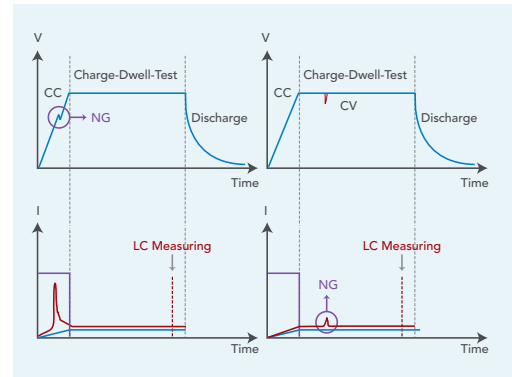 V
Charge-Dwell-Test
CC
NG
Discharge
Time
V
Charge-Dwell-Test
CC
CV
Discharge
Time
I
LC Measuring
Time
I
LC Measuring
NG
Time